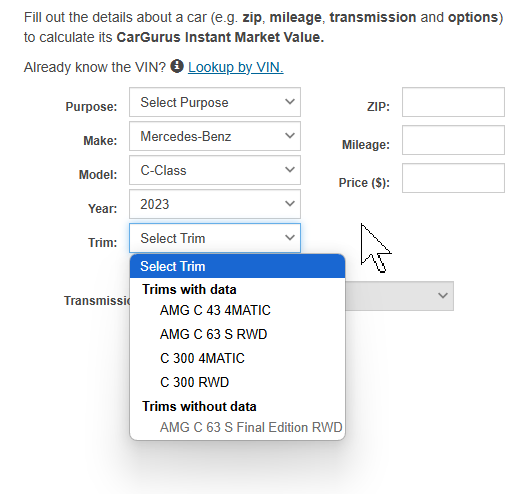 Fill out the details about a car (e.g. zip, mileage, transmission and options)
to calculate its CarGurus Instant Market Value.
Already know the VIN? Lookup by VIN.
Purpose: Select Purpose
ZIP:
Make: Mercedes-Benz
Mileage:
Model: C-Class
Price ($):
Year: 2023
Trim: Select Trim
Select Trim
Trims with data
Transmissio
AMG C 43 4MATIC
AMG C 63 S RWD
C 300 4MATIC
C 300 RWD
Trims without data
AMG C 63 S Final Edition RWD